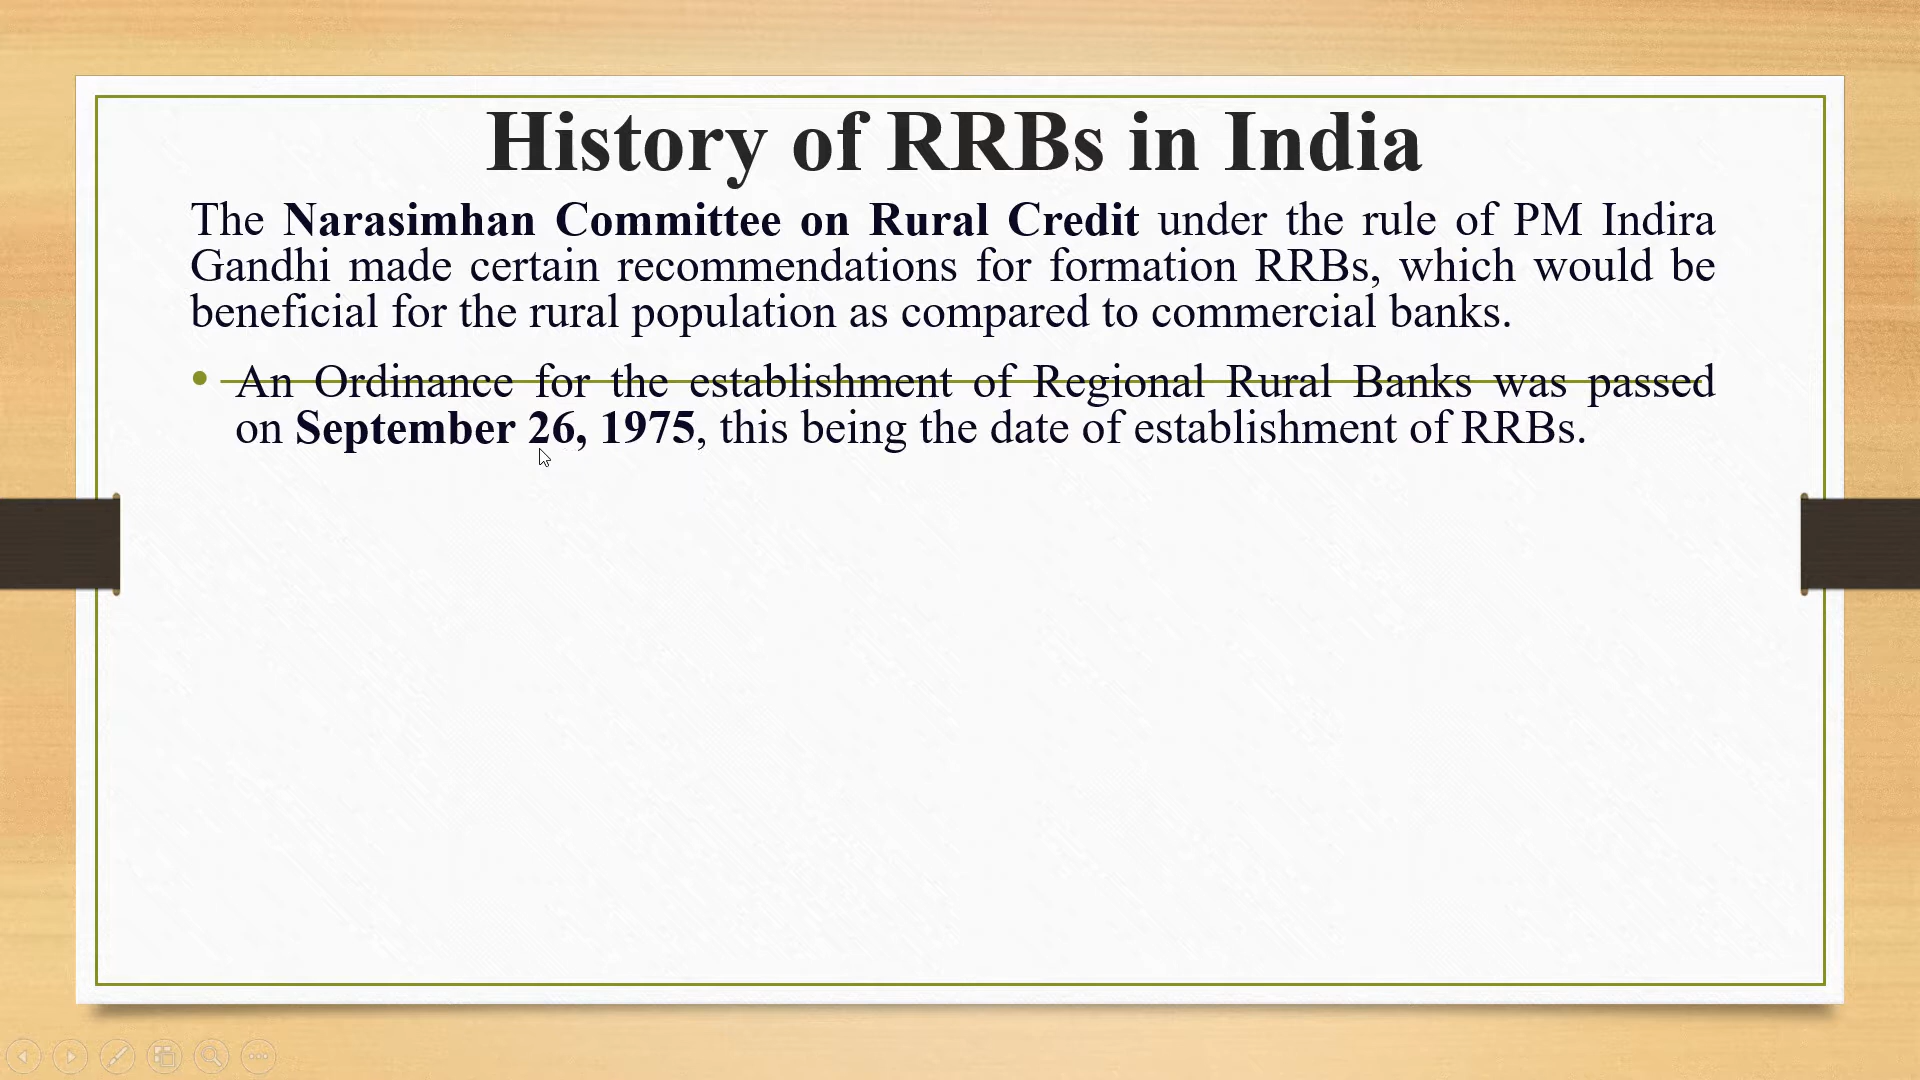 History of RRBs in India
The Narasimhan Committee on Rural Credit under the rule of PM Indira
Gandhi made certain recommendations for formation RRBs, which would be
beneficial for the rural population as compared to commercial banks.
• An Ordinance for the establishment of Regional Rural Banks was passed
on September 26, 1975, this being the date of establishment of RRBs.